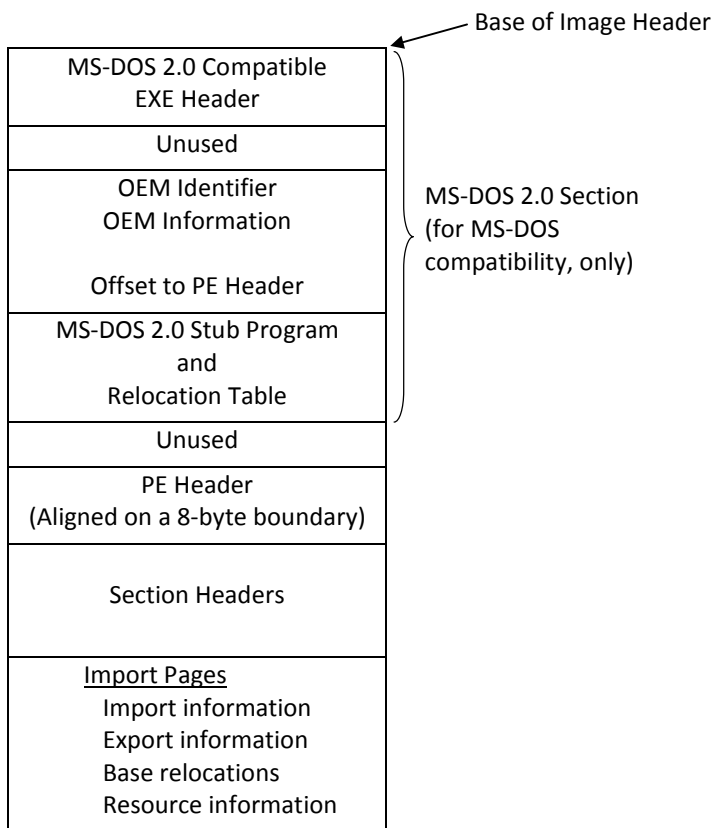 Base of Image Header
MS-DOS 2.0 Compatible
EXE Header
Unused
OEM Identifier
OEM Information
Offset to PE Header
MS-DOS 2.0 Section
(for MS-DOS
compatibility, only)
MS-DOS 2.0 Stub Program
and
Relocation Table
Unused
PE Header
(Aligned on a 8-byte boundary)
Section Headers
Import Pages
Import information
Export information
Base relocations
Resource information